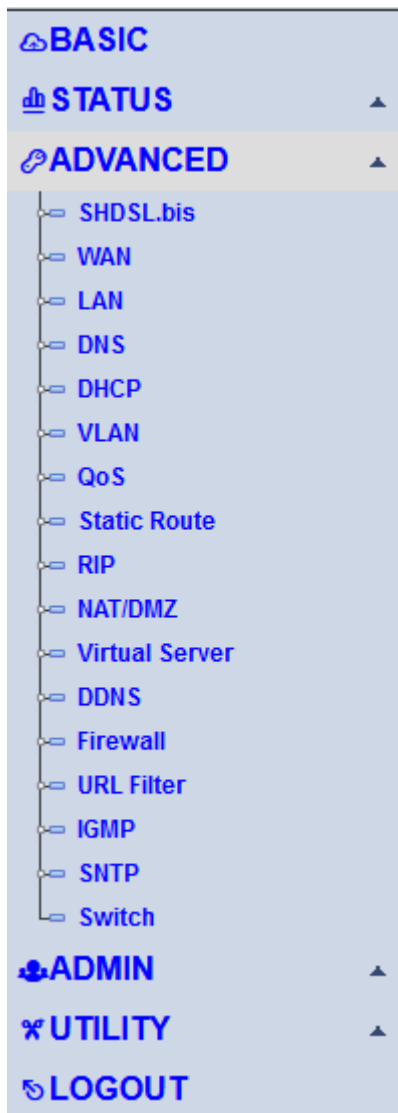 BASIC
STATUS
ADVANCED
SHDSL.bis
WAN
LAN
DNS
DHCP
VLAN
QoS
Static Route
RIP
NAT/DMZ
Virtual Server
DDNS
Firewall
URL Filter
IGMP
SNTP
Switch
ADMIN
UTILITY
LOGOUT